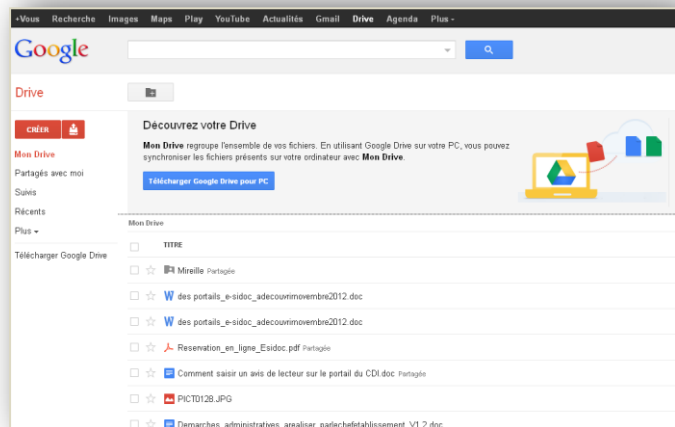 +Vous Recherche Images Maps Play YouTube Actualités Gmail Drive Agenda Plus
Google
Drive
CRÉER
Mon Drive
Partagés avec moi
Suivis
Récents
Plus
Télécharger Google Drive
Découvrez votre Drive
Mon Drive regroupe l'ensemble de vos fichiers. En utilisant Google Drive sur votre PC, vous pouvez
synchroniser les fichiers présents sur votre ordinateur avec Mon Drive.
Télécharger Google Drive pour PC
Mon Drive
TITRE
Mireille Partagée
W des portails_e-sidoc_adecouvrirnovembre2012.doc
W des portails_e-sidoc_adecouvrirnovembre2012.doc
Reservation_en_ligne_Esidoc.pdf Partagée
Comment saisir un avis de lecteur sur le portail du CDI.doc Partagée
PICT0128.JPG
Demarches_administratives_arealiser_parlechefetablissement_V1.2.doc